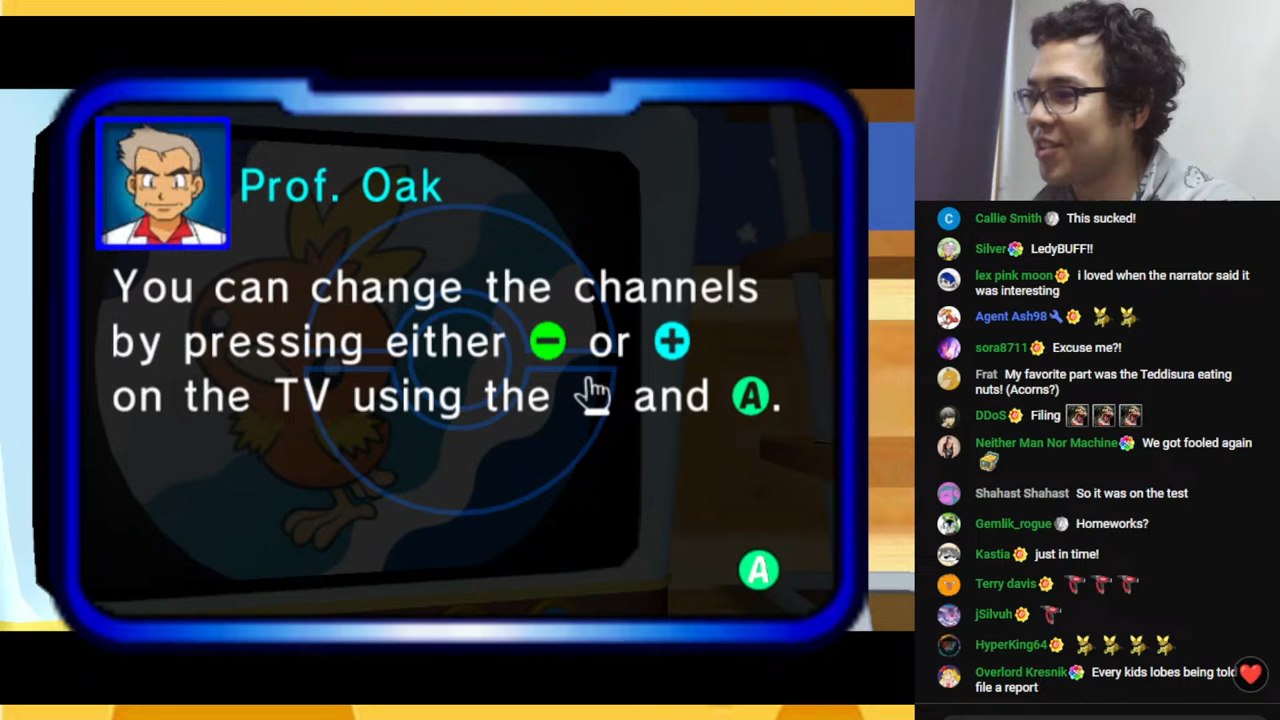 Prof. Oak
You can change the channels
by pressing either - or +
on the TV using the and A.
A
Callie Smith This sucked!
Silver LedyBUFF!!
lex pink moon i loved when the narrator said it
was interesting
Agent Ash98
sora8711 Excuse me?!
Frat My favorite part was the Teddisura eating
nuts! (Acorns?)
DDoS Filing
Neither Man Nor Machine We got fooled again
Shahast Shahast So it was on the test
Gemlik_rogue Homeworks?
Kastia just in time!
Terry davis
jSilvuh
HyperKing64
Overlord Kresnik Every kids lobes being told
file a report
C